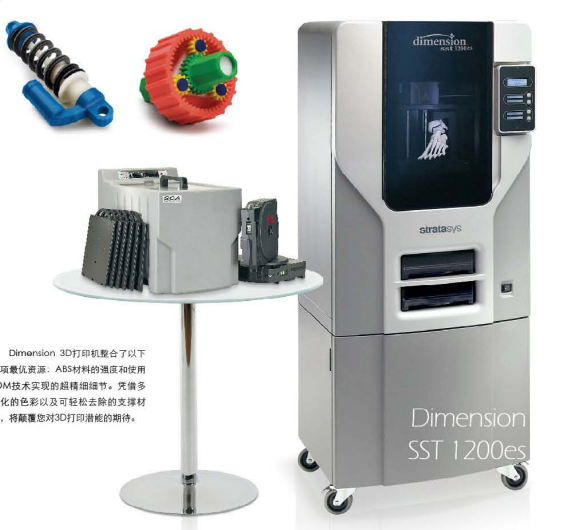 dimension
sst 1200es
SCA
stratasys
Dimension 3D打印机整合了以下
项最优资源：ABS材料的强度和使用
DM技术实现的超精细细节。凭借多
化的色彩以及可轻松去除的支撑材
，将颠覆您对3D打印潜能的期待。
Dimension
SST 1200es